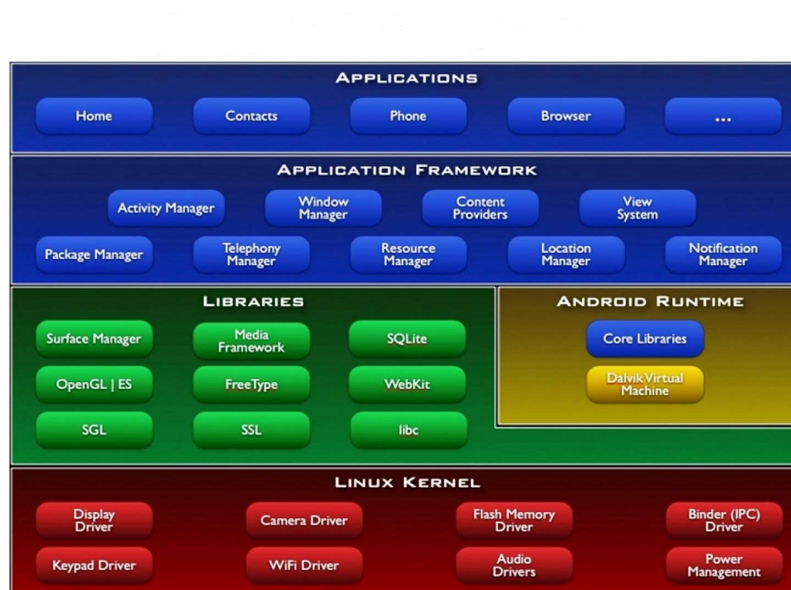 APPLICATIONS
Home
Contacts
Phone
Browser
...
APPLICATION FRAMEWORK
Activity Manager
Window
Manager
Content
Providers
View
System
Package Manager
Telephony
Manager
Resource
Manager
Location
Manager
Notification
Manager
LIBRARIES
Surface Manager
Media
Framework
SQLite
OpenGL | ES
FreeType
WebKit
SGL
SSL
libc
ANDROID RUNTIME
Core Libraries
Dalvik Virtual
Machine
LINUX KERNEL
Display
Driver
Camera Driver
Flash Memory
Driver
Binder (IPC)
Driver
Keypad Driver
WiFi Driver
Audio
Drivers
Power
Management